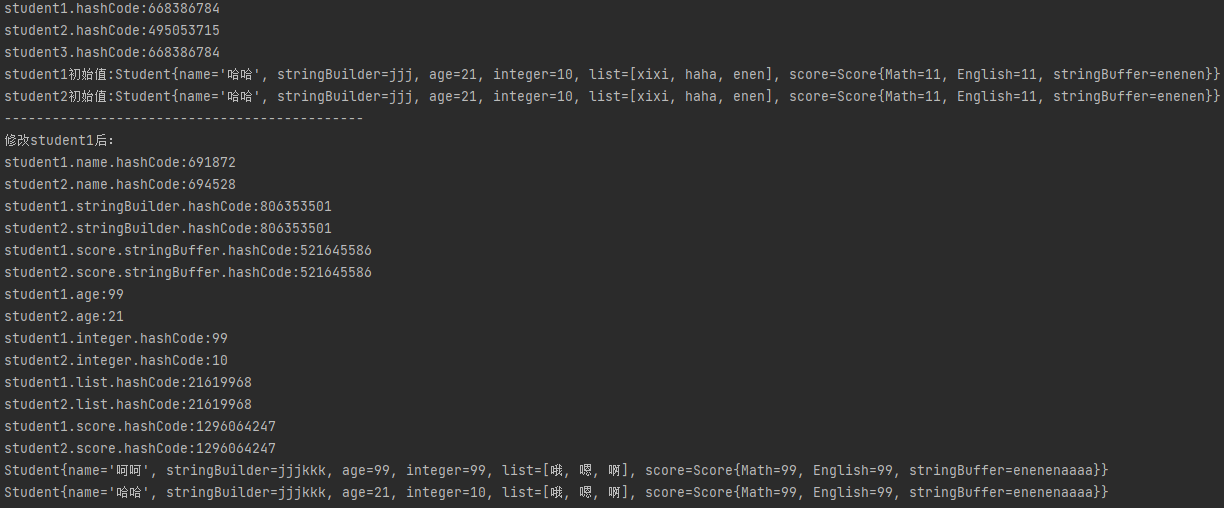 student1.hashCode:668386784
student2.hashCode:495053715
student3.hashCode:668386784
student1初始值:Student{name='哈哈', stringBuilder=jjj, age=21, integer=10, list=[xixi, haha, enen], score=Score{Math=11, English=11, stringBuffer=enenen}}
student2初始值:Student{name='哈哈', stringBuilder=jjj, age=21, integer=10, list=[xixi, haha, enen], score=Score{Math=11, English=11, stringBuffer=enenen}}
---------------------------------------------
修改student1后:
student1.name.hashCode:691872
student2.name.hashCode:694528
student1.stringBuilder.hashCode:806353501
student2.stringBuilder.hashCode:806353501
student1.score.stringBuffer.hashCode:521645586
student2.score.stringBuffer.hashCode:521645586
student1.age:99
student2.age:21
student1.integer.hashCode:99
student2.integer.hashCode:10
student1.list.hashCode:21619968
student2.list.hashCode:21619968
student1.score.hashCode:1296064247
student2.score.hashCode:1296064247
Student{name='呵呵', stringBuilder=jjjkkk, age=99, integer=99, list=[哦, 嗯, 啊], score=Score{Math=99, English=99, stringBuffer=enenenaaaa}}
Student{name='哈哈', stringBuilder=jjjkkk, age=21, integer=10, list=[哦, 嗯, 啊], score=Score{Math=99, English=99, stringBuffer=enenenaaaa}}